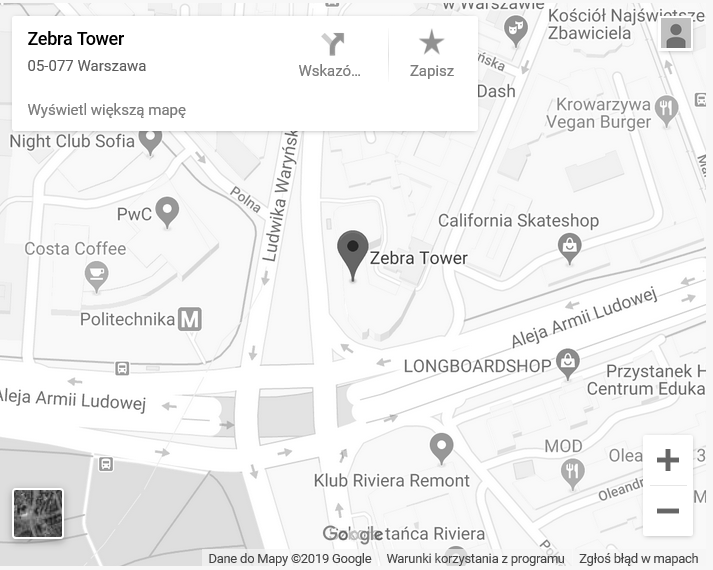 w Warszawie
Kościół Najświętsze
Zbawiciela
Zebra Tower
05-077 Warszawa
Wskazó...
Zapisz
Wyświetl większą mapę
ńska
Dash
Krowarzywa
Vegan Burger
Night Club Sofia
Ludwika Waryńsk
Polna
PwC
California Skateshop
Costa Coffee
Zebra Tower
Politechnika
M
Aleja Armii Ludowej
LONGBOARDSHOP
Przystanek H
Centrum Eduka
Aleja Armii Ludowej
MOD
Olea
3
Klub Riviera Remont
Oleandr
M
Google
tańca Riviera
Dane do Mapy ©2019 Google
Warunki korzystania z programu
Zgłoś błąd w mapach